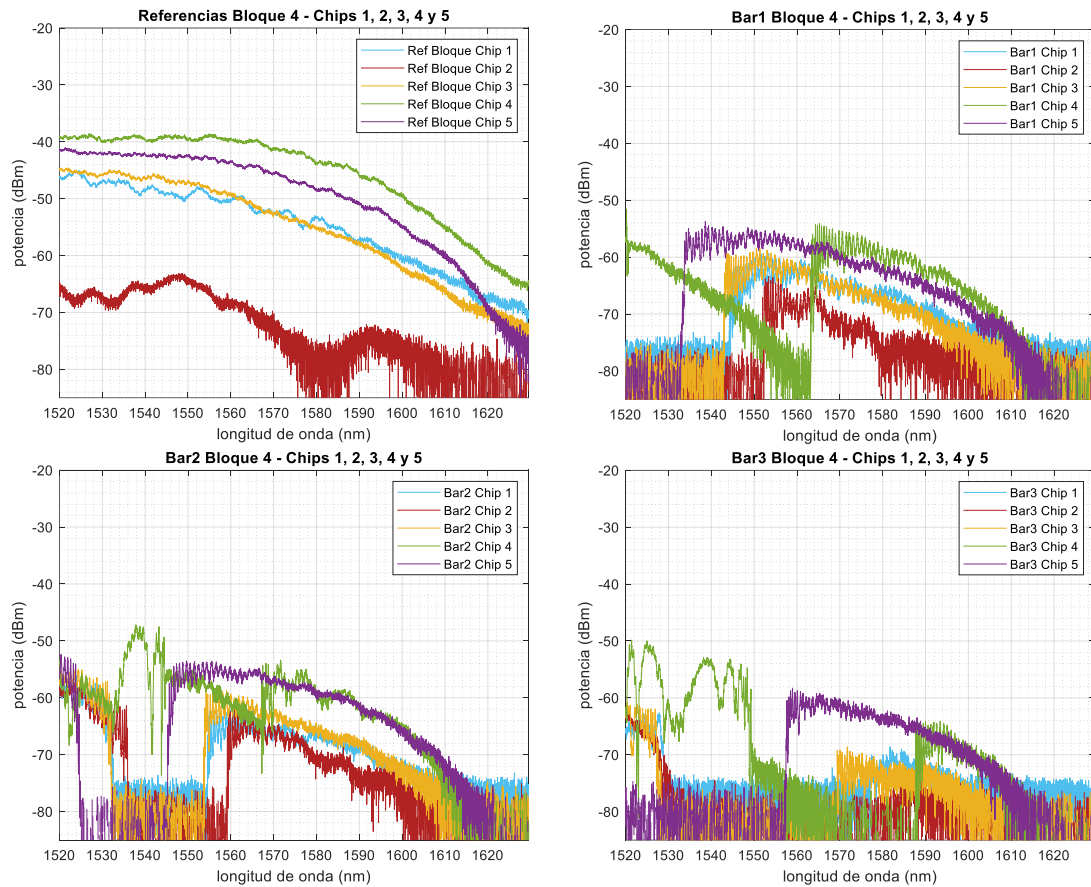 Referencias Bloque 4 - Chips 1, 2, 3, 4 y 5
-20
-30
-40
-50
-60
-70
-80
potencia (dBm)
Ref Bloque Chip 1
Ref Bloque Chip 2
Ref Bloque Chip 3
Ref Bloque Chip 4
Ref Bloque Chip 5
1520 1530 1540 1550 1560 1570 1580 1590 1600 1610 1620
longitud de onda (nm)
Bar1 Bloque 4 - Chips 1, 2, 3, 4 y 5
-20
-30
-40
-50
-60
-70
-80
potencia (dBm)
Bar1 Chip 1
Bar1 Chip 2
Bar1 Chip 3
Bar1 Chip 4
Bar1 Chip 5
1520 1530 1540 1550 1560 1570 1580 1590 1600 1610 1620
longitud de onda (nm)
Bar2 Bloque 4 - Chips 1, 2, 3, 4 y 5
-20
-30
-40
-50
-60
-70
-80
potencia (dBm)
Bar2 Chip 1
Bar2 Chip 2
Bar2 Chip 3
Bar2 Chip 4
Bar2 Chip 5
1520 1530 1540 1550 1560 1570 1580 1590 1600 1610 1620
longitud de onda (nm)
Bar3 Bloque 4 - Chips 1, 2, 3, 4 y 5
-20
-30
-40
-50
-60
-70
-80
potencia (dBm)
Bar3 Chip 1
Bar3 Chip 2
Bar3 Chip 3
Bar3 Chip 4
Bar3 Chip 5
1520 1530 1540 1550 1560 1570 1580 1590 1600 1610 1620
longitud de onda (nm)